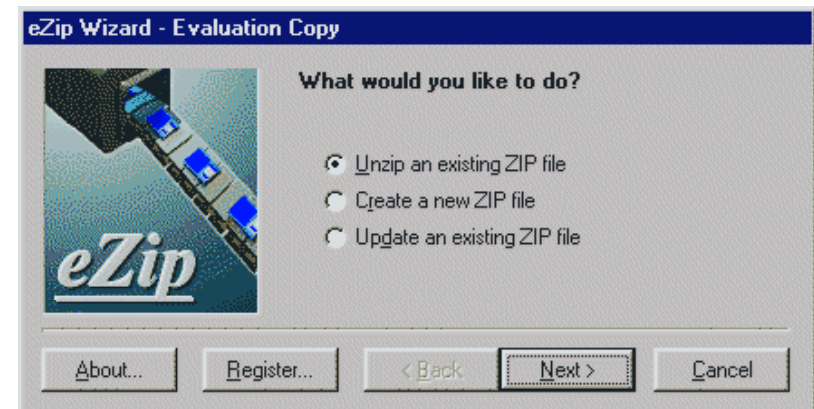 eZip Wizard - Evaluation Copy
What would you like to do?
Unzip an existing ZIP file
Create a new ZIP file
Update an existing ZIP file
eZip
About... Register... < Back Next > Cancel